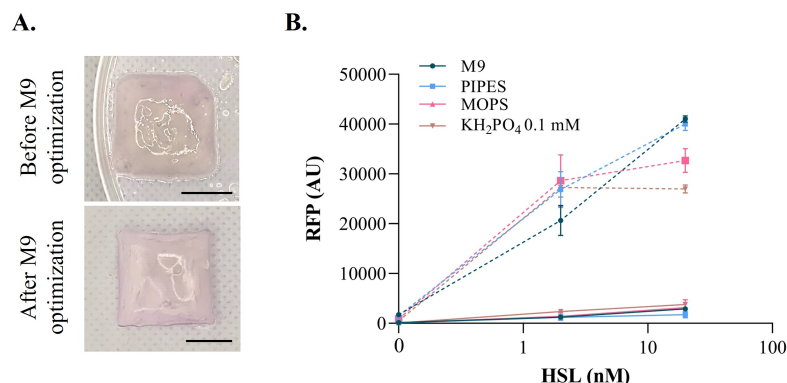 A.
Before M9
optimization
After M9
optimization
B.
M9
PIPES
MOPS
KH₂PO₄ 0.1 mM
50000
40000
30000
20000
10000
0
RFP (AU)
0
1
10
100
HSL (nM)